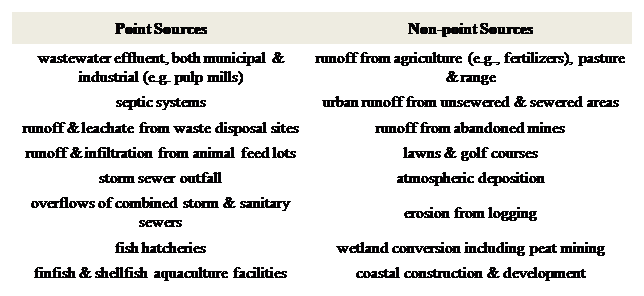 Point Sources Non-point Sources
wastewater effluent, both municipal & runoff from agriculture (e.g., fertilizers), pasture
industrial (e.g. pulp mills) & range
septic systems urban runoff from unsewered & sewered areas
runoff & leachate from waste disposal sites runoff from abandoned mines
runoff & infiltration from animal feed lots lawns & golf courses
storm sewer outfall atmospheric deposition
overflows of combined storm & sanitary
sewers erosion from logging
fish hatcheries wetland conversion including peat mining
finfish & shellfish aquaculture facilities coastal construction & development